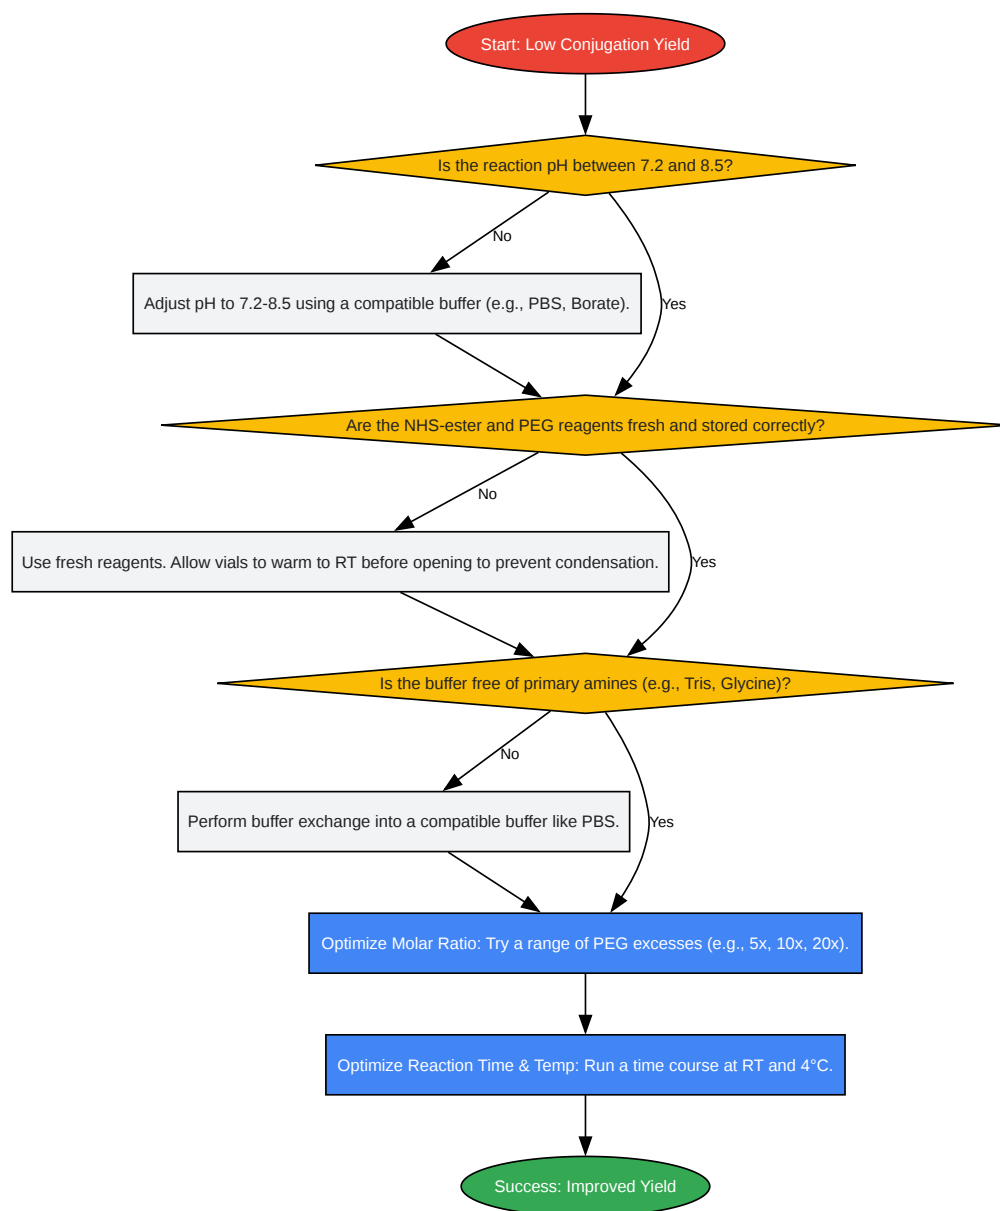 Start: Low Conjugation Yield
Is the reaction pH between 7.2 and 8.5?
No
Adjust pH to 7.2-8.5 using a compatible buffer (e.g., PBS, Borate).
Yes
Are the NHS-ester and PEG reagents fresh and stored correctly?
No
Use fresh reagents. Allow vials to warm to RT before opening to prevent condensation.
Yes
Is the buffer free of primary amines (e.g., Tris, Glycine)?
No
Perform buffer exchange into a compatible buffer like PBS.
Yes
Optimize Molar Ratio: Try a range of PEG excesses (e.g., 5x, 10x, 20x).
Optimize Reaction Time & Temp: Run a time course at RT and 4°C.
Success: Improved Yield